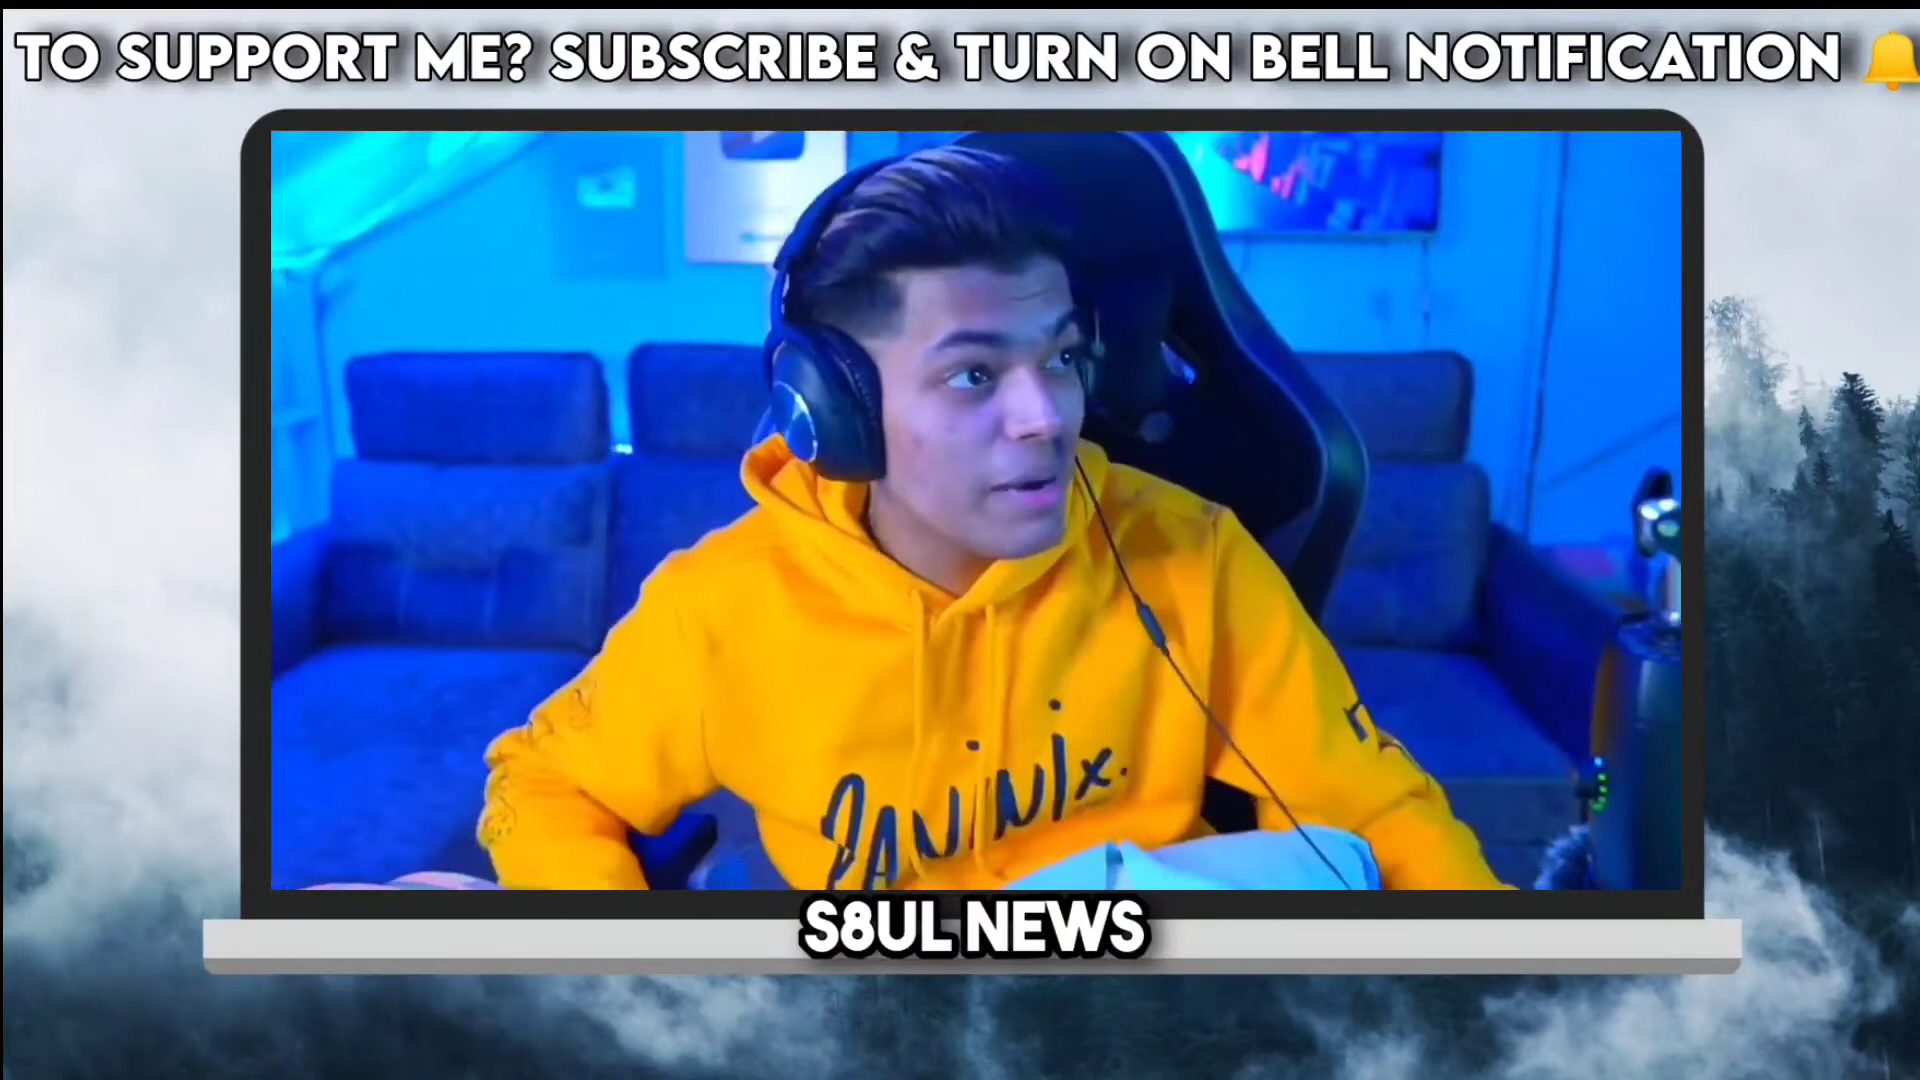 TO SUPPORT ME? SUBSCRIBE & TURN ON BELL NOTIFICATION 🔔
S8UL NEWS